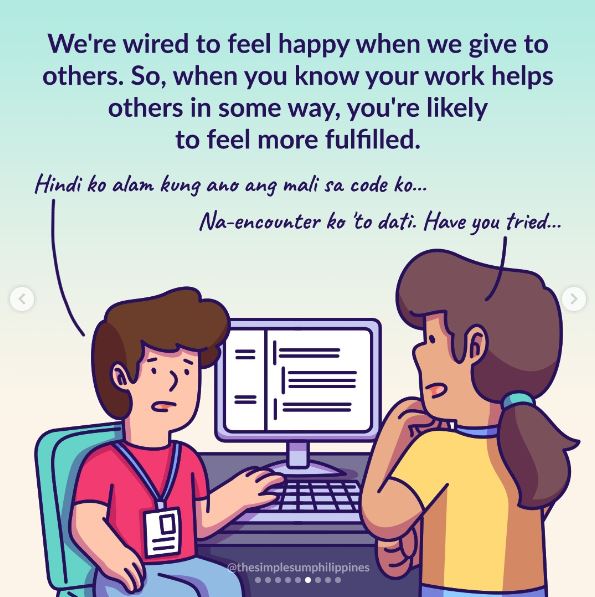 We're wired to feel happy when we give to
others. So, when you know your work helps
others in some way, you're likely
to feel more fulfilled.
Hindi ko alam kung ano ang mali sa code ko...
Na-encounter ko 'to dati. Have you tried...
@thesimplesumphilippines